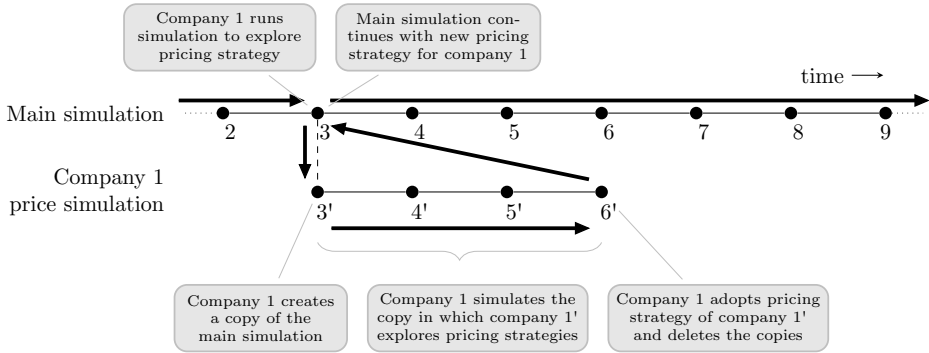 Company 1 runs
simulation to explore
pricing strategy
Main simulation con-
tinues with new pricing
strategy for company 1
time
Main simulation
2
3
4
5
6
7
8
9
Company 1
price simulation
3'
4'
5'
6'
Company 1 creates
a copy of the
main simulation
Company 1 simulates the
copy in which company 1'
explores pricing strategies
Company 1 adopts pricing
strategy of company 1'
and deletes the copies